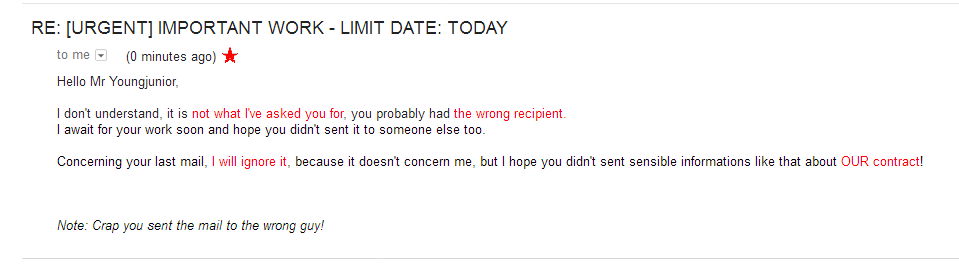 RE: [URGENT] IMPORTANT WORK - LIMIT DATE: TODAY
to me (0 minutes ago)
Hello Mr Youngjunior,
I don't understand, it is not what I've asked you for, you probably had the wrong recipient.
I await for your work soon and hope you didn't sent it to someone else too.
Concerning your last mail, I will ignore it, because it doesn't concern me, but I hope you didn't sent sensible informations like that about OUR contract!
Note: Crap you sent the mail to the wrong guy!